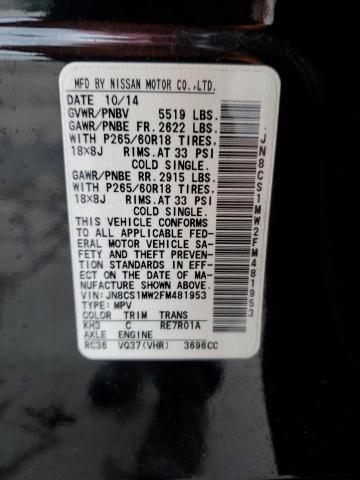 MFD BY NISSAN MOTOR CO.,LTD.
DATE 10/14
GVWR/PNBV 5519 LBS.
GAWR/PNBE FR. 2622 LBS.
WITH P265/60R18 TIRES,
18X8J RIMS.AT 33 PSI
COLD SINGLE.
GAWR/PNBE RR. 2915 LBS.
WITH P265/60R18 TIRES,
18X8J RIMS.AT 33 PSI
COLD SINGLE.
THIS VEHICLE CONFORMS
TO ALL APPLICABLE FED-
ERAL MOTOR VEHICLE SA-
FETY AND THEFT PREVENTION
STANDARDS IN EFF-
ECT ON THE DATE OF MA-
NUFACTURE SHOWN ABOVE.
VIN:JN8CS1MW2FM481953
TYPE: MPV
COLOR TRIM TRANS
KH3 C RE7R01A
AXLE ENGINE
RC36 VQ37(VHR) 3696CC
JN8CS1MW2FM481953